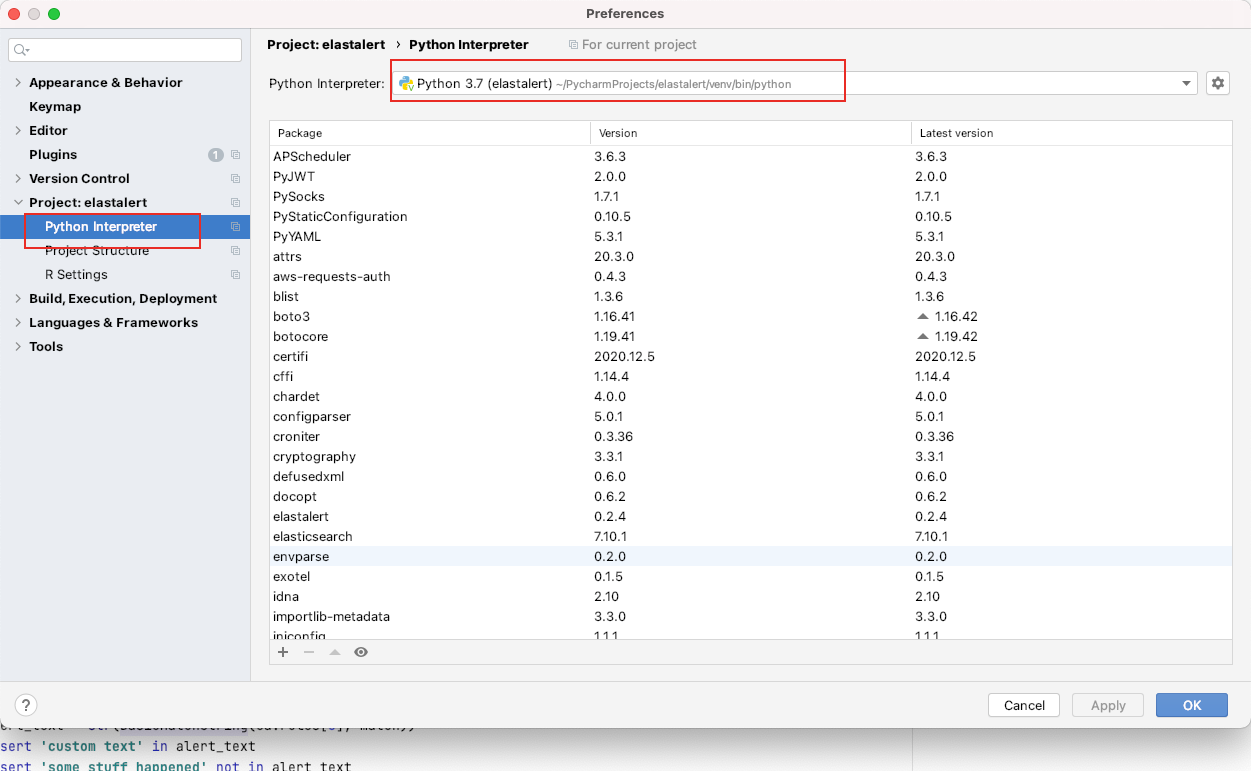 Preferences
Project: elastalert › Python Interpreter For current project
Python Interpreter: Python 3.7 (elastalert) ~/PycharmProjects/elastalert/venv/bin/python
Appearance & Behavior
Keymap
Editor
Plugins 1
Version Control
Project: elastalert
Python Interpreter
Project Structure
R Settings
Build, Execution, Deployment
Languages & Frameworks
Tools
Package Version Latest version
APScheduler 3.6.3 3.6.3
PyJWT 2.0.0 2.0.0
PySocks 1.7.1 1.7.1
PyStaticConfiguration 0.10.5 0.10.5
PyYAML 5.3.1 5.3.1
attrs 20.3.0 20.3.0
aws-requests-auth 0.4.3 0.4.3
blist 1.3.6 1.3.6
boto3 1.16.41 1.16.42
botocore 1.19.41 1.19.42
certifi 2020.12.5 2020.12.5
cffi 1.14.4 1.14.4
chardet 4.0.0 4.0.0
configparser 5.0.1 5.0.1
croniter 0.3.36 0.3.36
cryptography 3.3.1 3.3.1
defusedxml 0.6.0 0.6.0
docopt 0.6.2 0.6.2
elastalert 0.2.4 0.2.4
elasticsearch 7.10.1 7.10.1
envparse 0.2.0 0.2.0
exotel 0.1.5 0.1.5
idna 2.10 2.10
importlib-metadata 3.3.0 3.3.0
iniconfig 1.1.1 1.1.1
? Cancel Apply OK
sert 'custom text' in alert_text
sert 'some stuff happened' not in alert_text